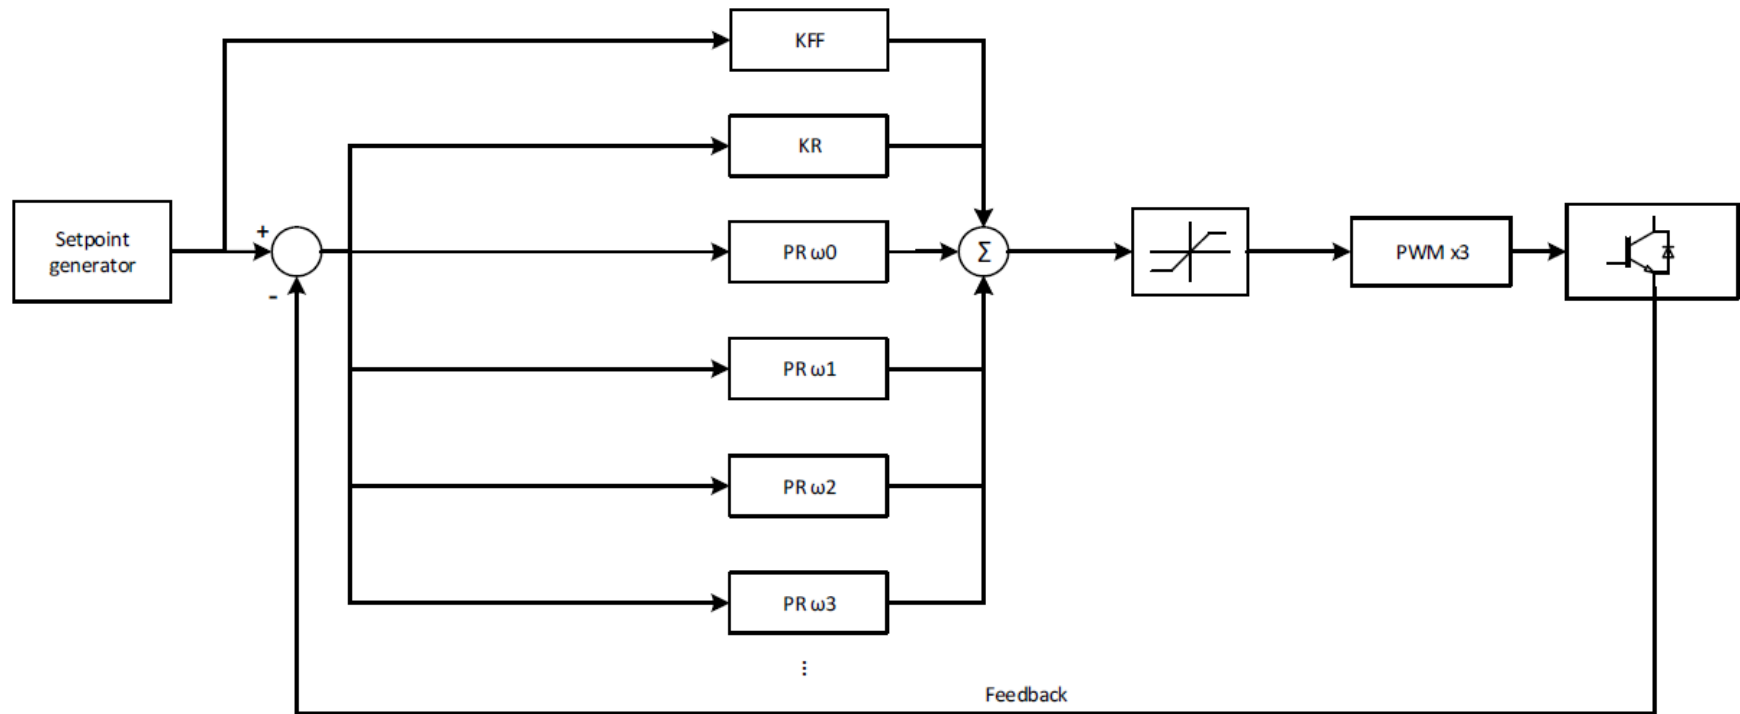 KFF
KR
Setpoint
generator
+
-
PR ω0
Σ
PWM x3
PR ω1
PR ω2
PR ω3
⋮
Feedback